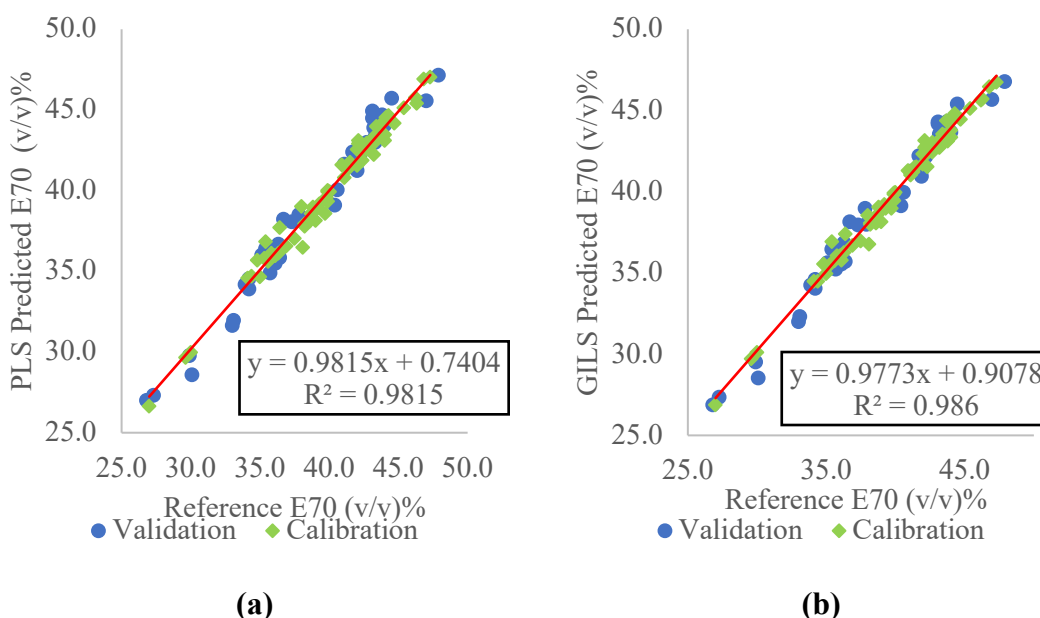 50.0
45.0
40.0
35.0
30.0
25.0
PLS Predicted E70 (v/v)%
y = 0.9815x + 0.7404
R² = 0.9815
25.0 30.0 35.0 40.0 45.0 50.0
Reference E70 (v/v)%
Validation Calibration
(a)
50.0
45.0
40.0
35.0
30.0
25.0
GILS Predicted E70 (v/v)%
y = 0.9773x + 0.9078
R² = 0.986
25.0 35.0 45.0
Reference E70 (v/v)%
Validation Calibration
(b)